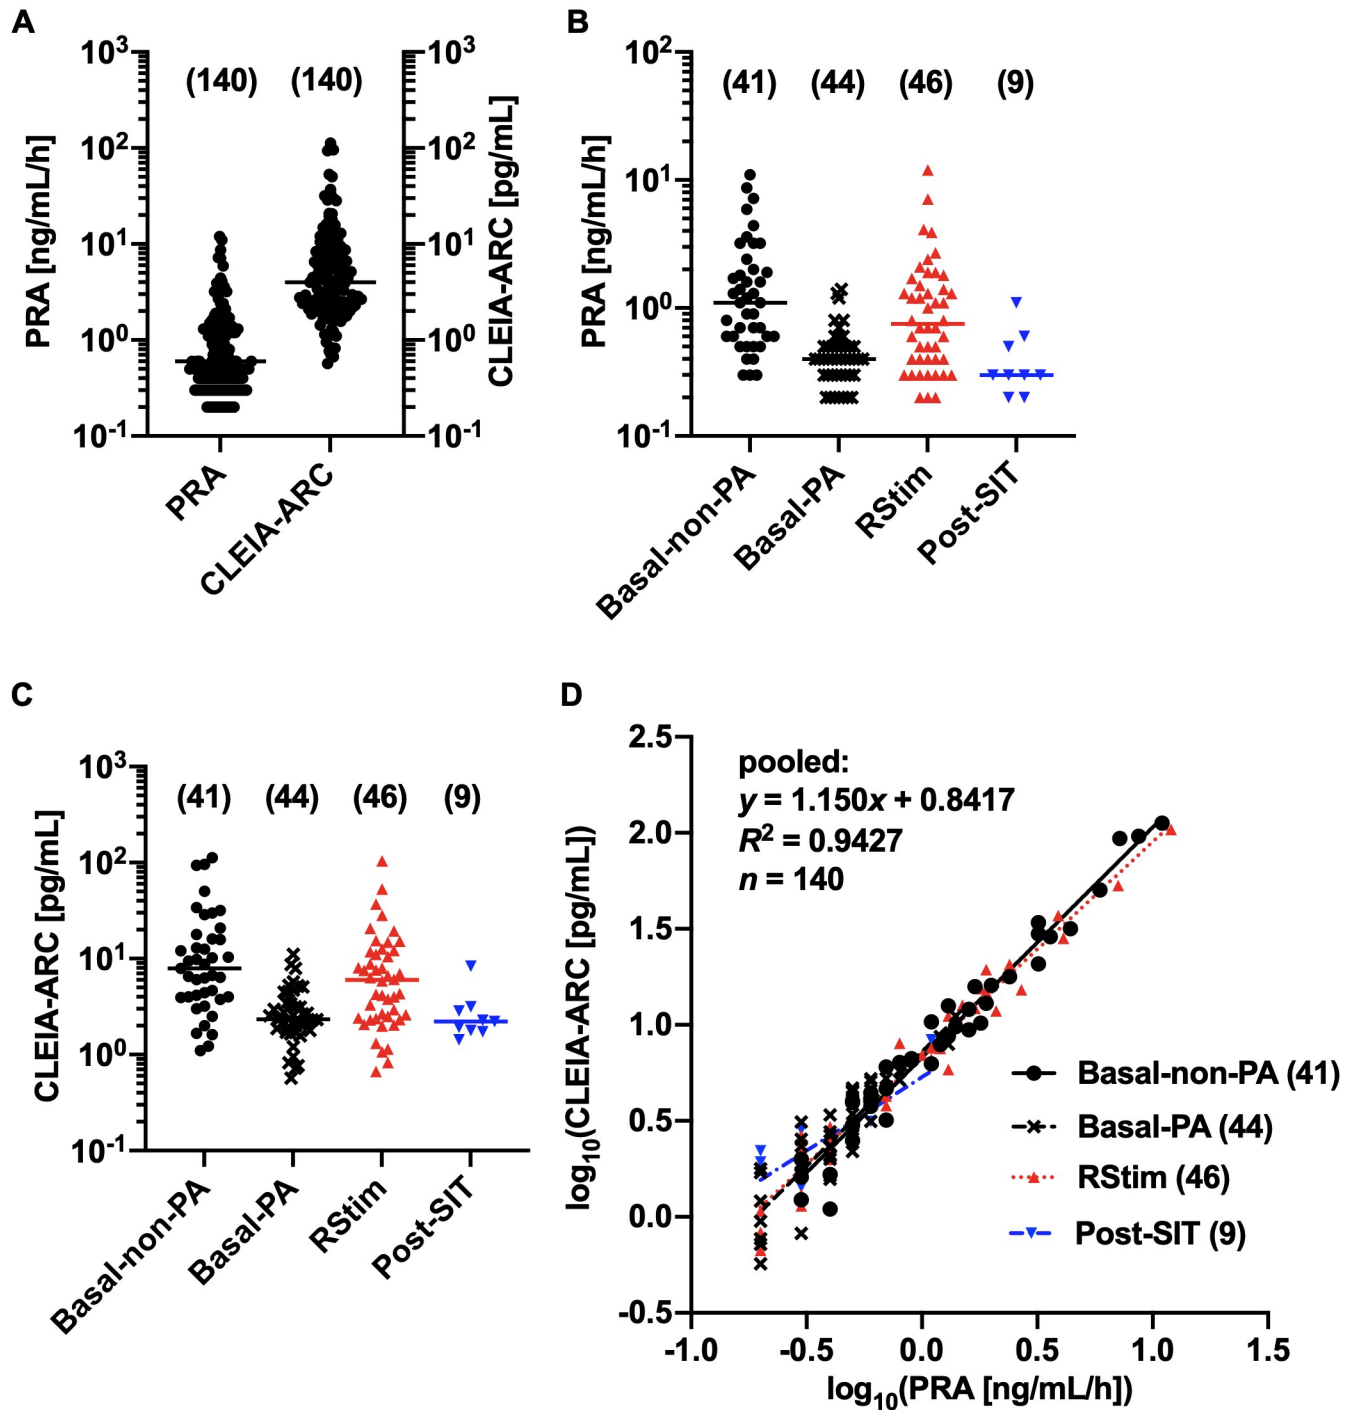 A
10³
10²
10¹
10⁰
10⁻¹
PRA [ng/mL/h]
(140)
(140)
10³
10²
10¹
10⁰
10⁻¹
CLEIA-ARC [pg/mL]
PRA
CLEIA-ARC
B
10²
10¹
10⁰
10⁻¹
PRA [ng/mL/h]
(41)
(44)
(46)
(9)
Basal-non-PA
Basal-PA
RStim
Post-SIT
C
10³
10²
10¹
10⁰
10⁻¹
CLEIA-ARC [pg/mL]
(41)
(44)
(46)
(9)
Basal-non-PA
Basal-PA
RStim
Post-SIT
D
2.5
2.0
1.5
1.0
0.5
0.0
-0.5
log₁₀(CLEIA-ARC [pg/mL])
pooled:
y = 1.150x + 0.8417
R² = 0.9427
n = 140
Basal-non-PA (41)
Basal-PA (44)
RStim (46)
Post-SIT (9)
-1.0
-0.5
0.0
0.5
1.0
1.5
log₁₀(PRA [ng/mL/h])